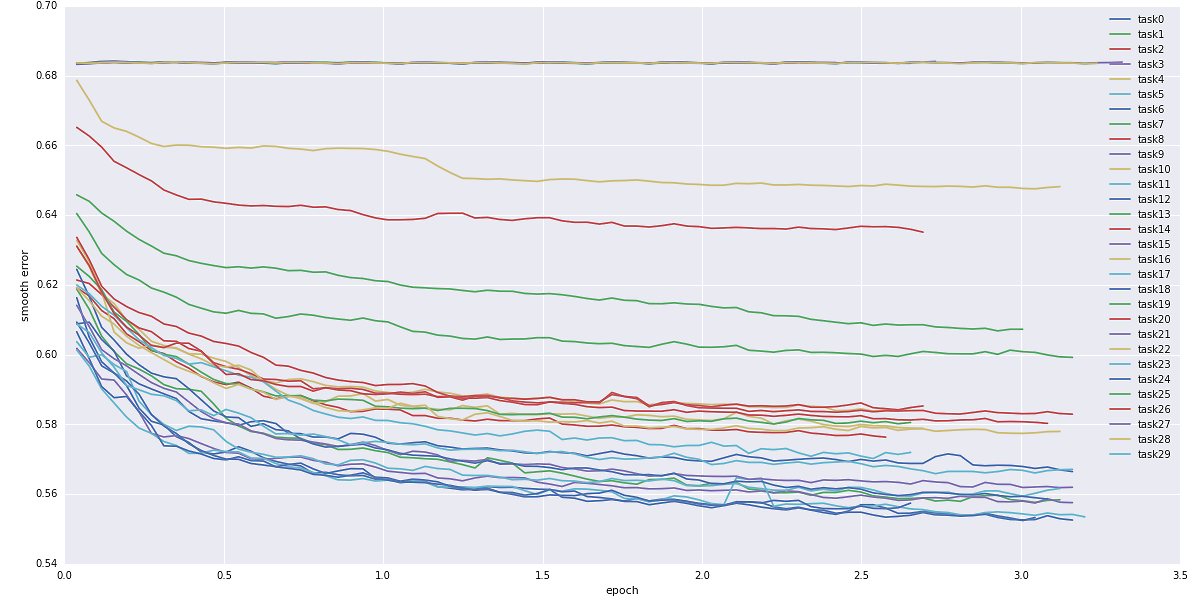 0.70
0.68
0.66
0.64
0.62
0.60
0.58
0.56
0.54
smooth error
0.0
0.5
1.0
1.5
2.0
2.5
3.0
3.5
epoch
task0
task1
task2
task3
task4
task5
task6
task7
task8
task9
task10
task11
task12
task13
task14
task15
task16
task17
task18
task19
task20
task21
task22
task23
task24
task25
task26
task27
task28
task29